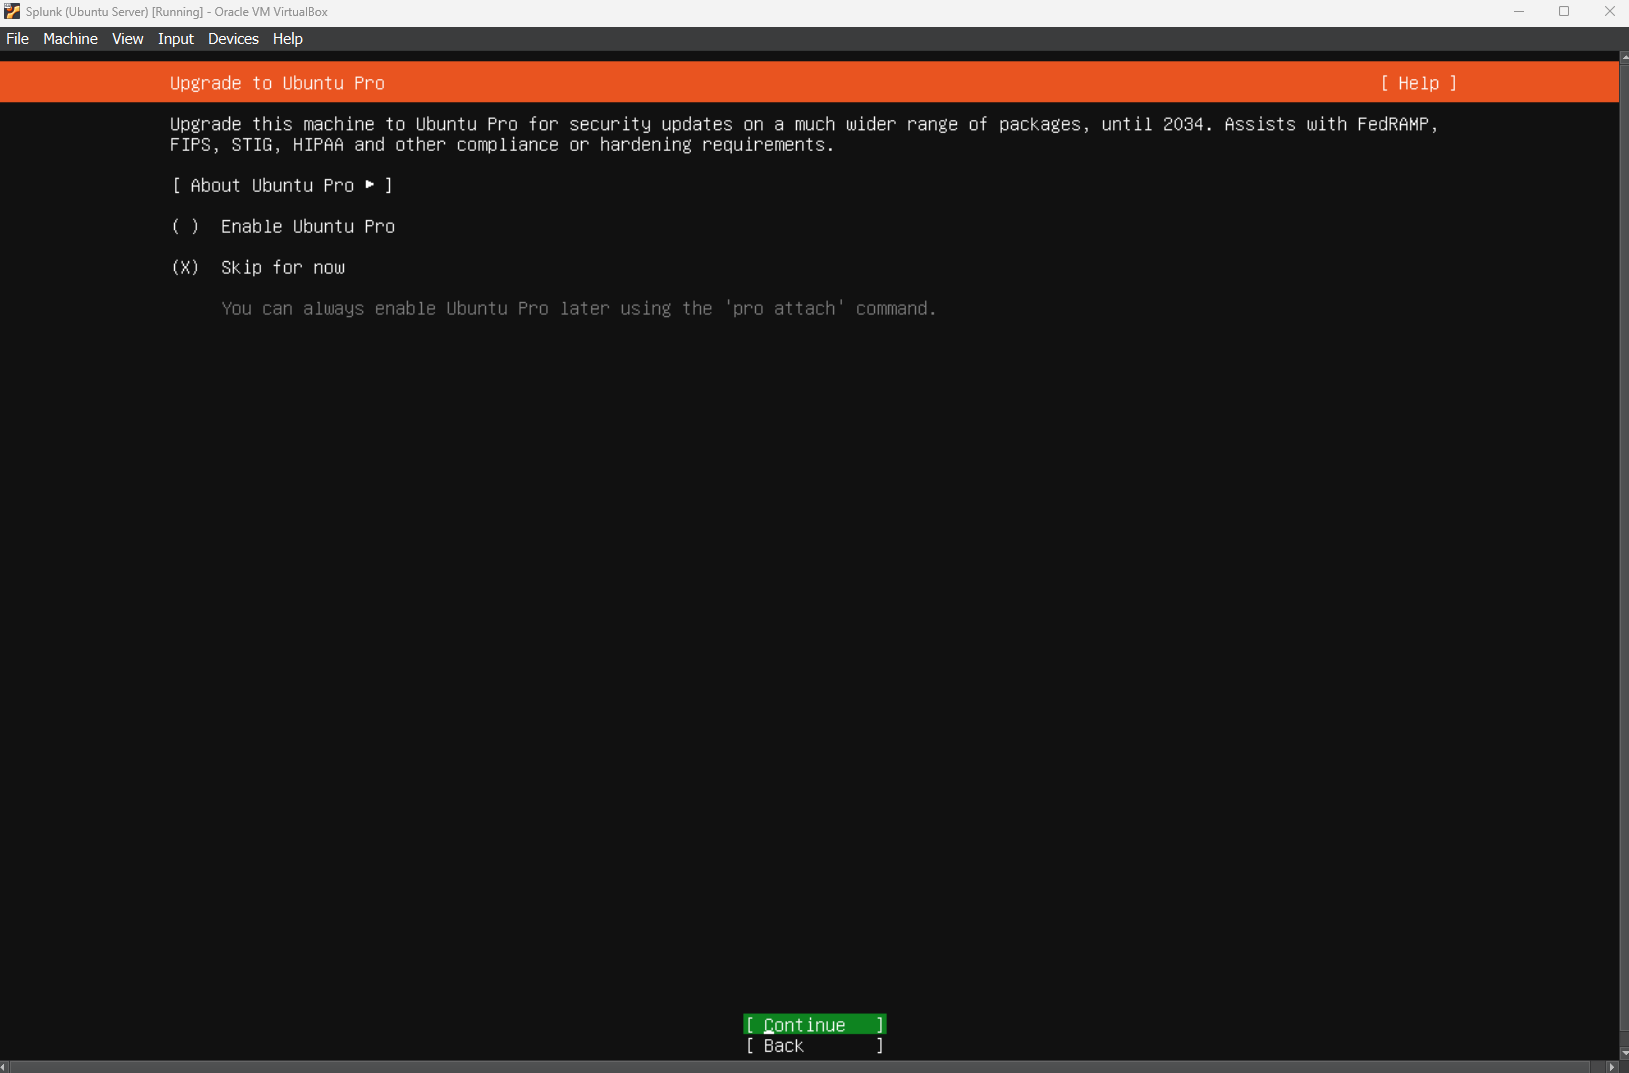 Splunk (Ubuntu Server) [Running] - Oracle VM VirtualBox
File Machine View Input Devices Help
Upgrade to Ubuntu Pro [ Help ]
Upgrade this machine to Ubuntu Pro for security updates on a much wider range of packages, until 2034. Assists with FedRAMP,
FIPS, STIG, HIPAA and other compliance or hardening requirements.
[ About Ubuntu Pro ► ]
( ) Enable Ubuntu Pro
(X) Skip for now
You can always enable Ubuntu Pro later using the 'pro attach' command.
[ Continue ]
[ Back ]